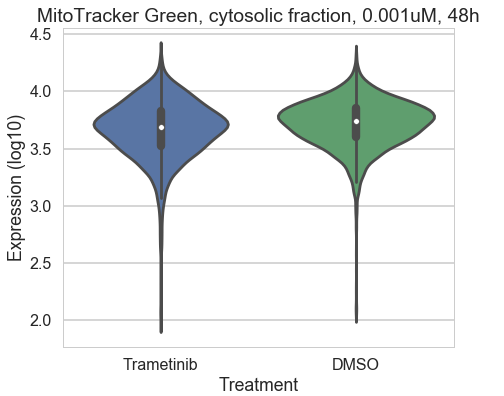 MitoTracker Green, cytosolic fraction, 0.001uM, 48h
4.5
4.0
3.5
3.0
2.5
2.0
Expression (log10)
Trametinib DMSO
Treatment